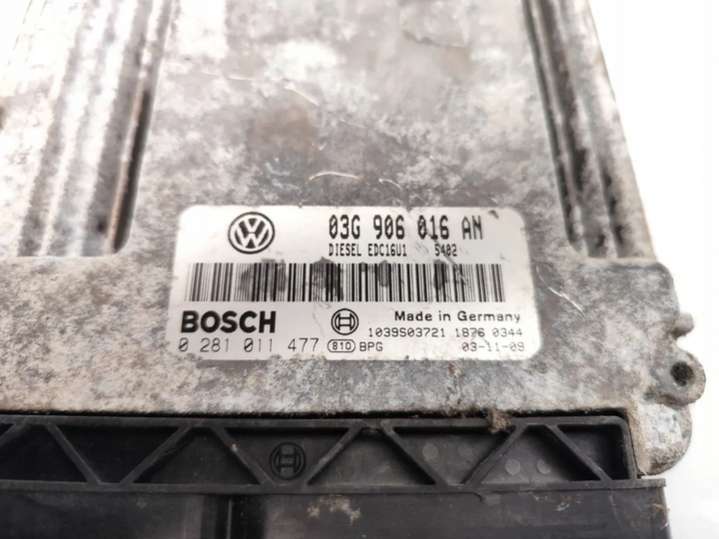 03G 906 016 AN
DIESEL EDC16U1 5402
BOSCH
Made in Germany
1039S03721 1876 0344
0 281 011 477 810 BPG 03-11-09